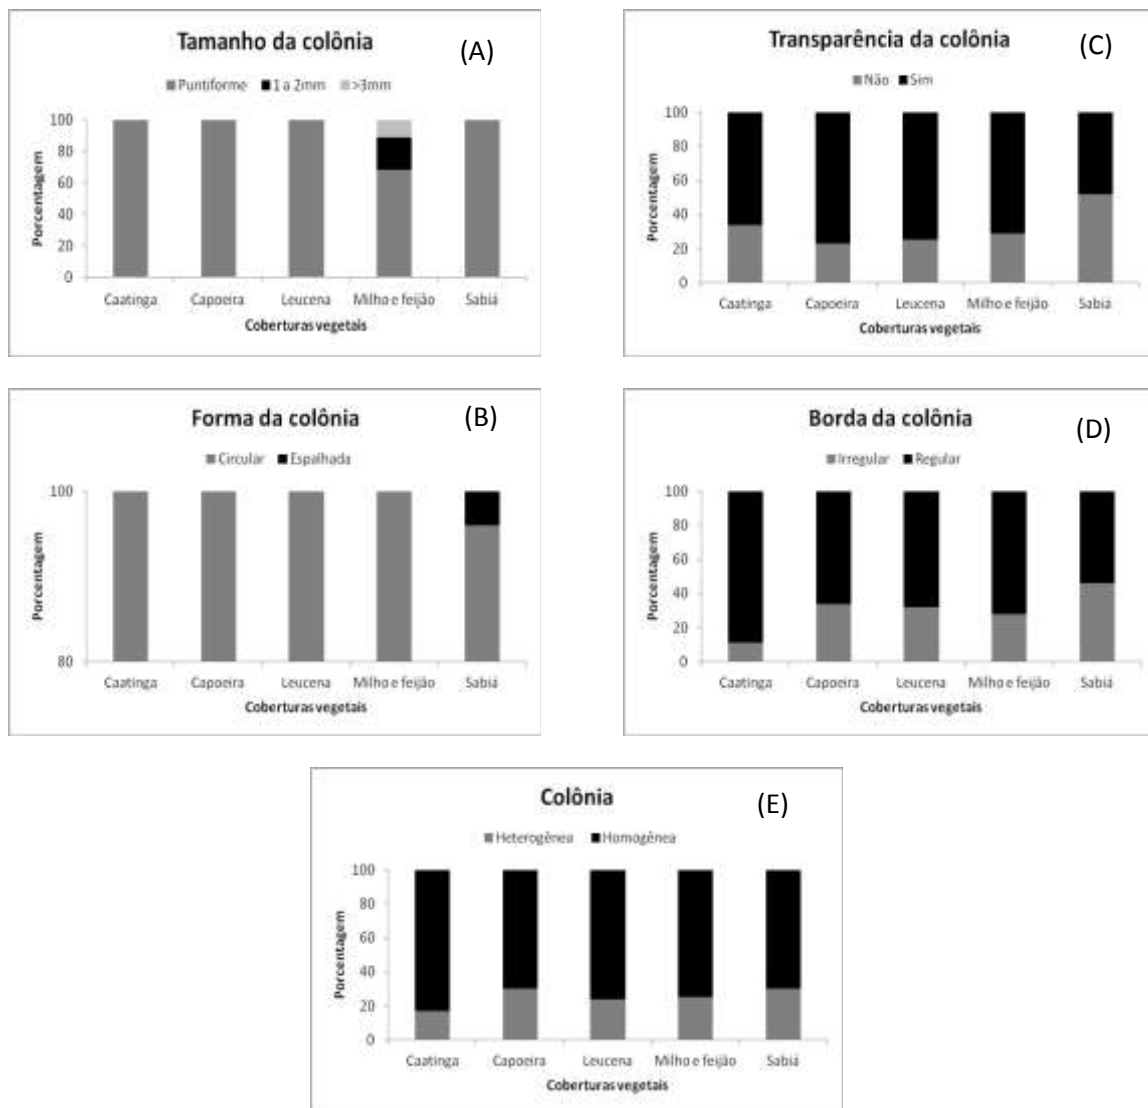 Tamanho da colônia
(A)
Puntiforme 1 a 2mm >3mm
100
80
60
40
20
0
Porcentagem
Caatinga Capoeira Leucena Milho e feijão Sabiá
Coberturas vegetais
Transparência da colônia
(C)
Não Sim
100
80
60
40
20
0
Porcentagem
Caatinga Capoeira Leucena Milho e feijão Sabiá
Coberturas vegetais
Forma da colônia
(B)
Circular Espalhada
100
80
Porcentagem
Caatinga Capoeira Leucena Milho e feijão Sabiá
Coberturas vegetais
Borda da colônia
(D)
Irregular Regular
100
80
60
40
20
0
Porcentagem
Caatinga Capoeira Leucena Milho e feijão Sabiá
Coberturas vegetais
Colônia
(E)
Heterogênea Homogênea
100
80
60
40
20
0
Porcentagem
Caatinga Capoeira Leucena Milho e feijão Sabiá
Coberturas vegetais